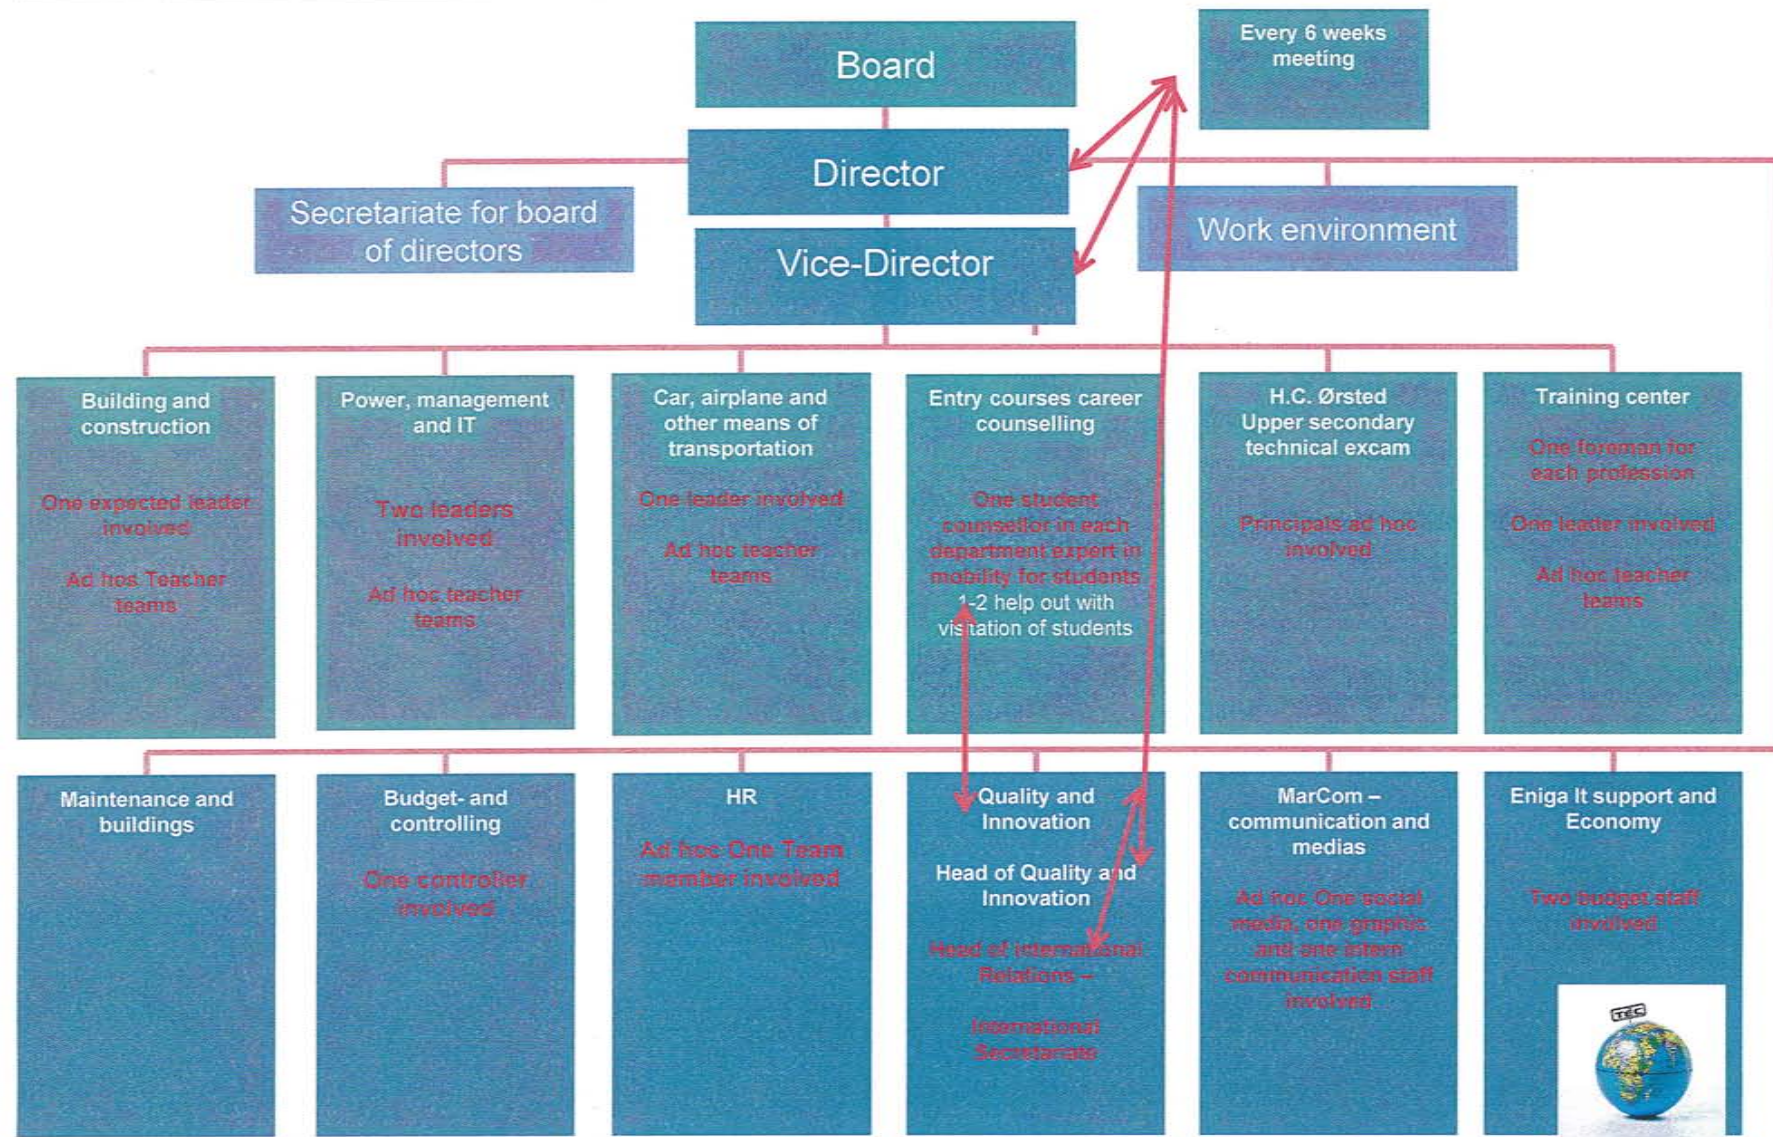 Board
Every 6 weeks
meeting
Director
Secretariate for board
of directors
Work environment
Vice-Director
Building and
construction
One expected leader
involved
Ad hos Teacher
teams
Power, management
and IT
Two leaders
involved
Ad hoc teacher
teams
Car, airplane and
other means of
transportation
One leader involved
Ad hoc teacher
teams
Entry courses career
counselling
One student
counsellor in each
department expert in
mobility for students
1-2 help out with
visitation of students
H.C. Ørsted
Upper secondary
technical excam
Principals ad hoc
involved
Training center
One foreman for
each profession
One leader involved
Ad hoc teacher
teams
Maintenance and
buildings
Budget- and
controlling
One controller
involved
HR
Ad hoc One Team
member involved
Quality and
Innovation
Head of Quality and
Innovation
Head of international
Relations –
International
Secretariate
MarCom –
communication and
medias
Ad hoc One social
media, one graphic
and one intern
communication staff
involved
Eniga It support and
Economy
Two budget staff
involved
TEC